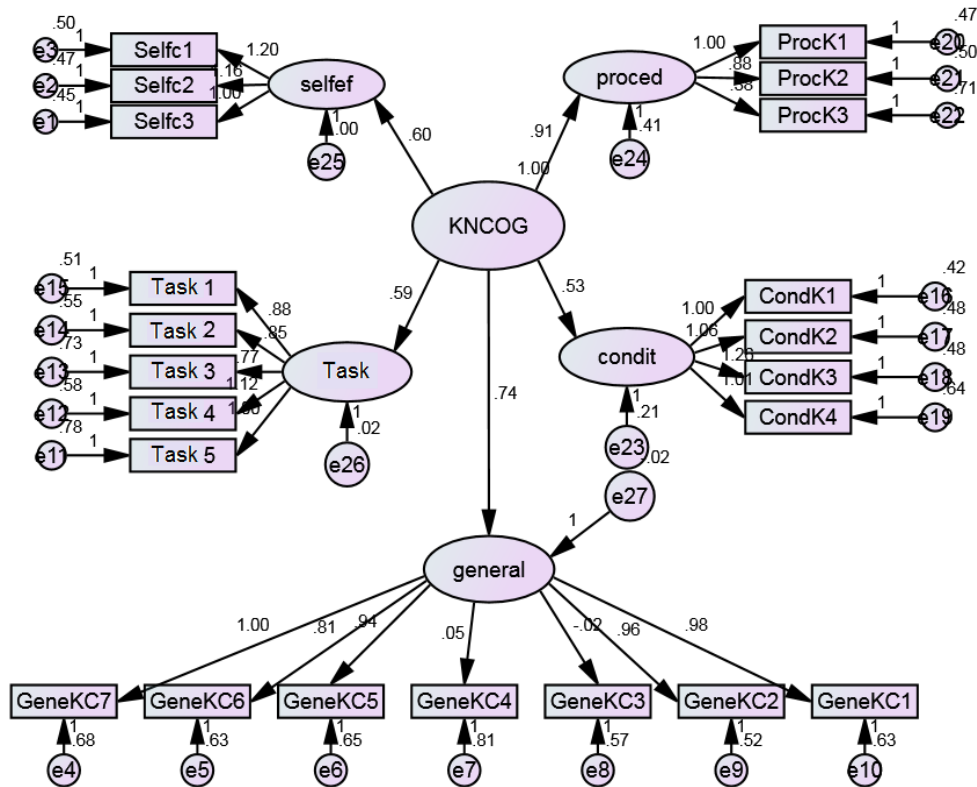 .50
e3
1
Selfc1
1.20
.47
e2
1
Selfc2
1.16
.45
e1
1
Selfc3
1.00
selfef
1
.00
e25
.60
proced
1
.41
e24
.91
1.00
1.00
ProcK1
1
.47
e20
.88
ProcK2
1
.50
e21
.58
ProcK3
1
.71
e22
KNCOG
.51
e15
1
Task 1
.88
.55
e14
1
Task 2
.85
.73
e13
1
Task 3
.77
.58
e12
1
Task 4
1.12
.78
e11
1
Task 5
1.00
Task
1
.02
e26
.59
.53
condit
1
.21
e23
1.00
CondK1
1
.42
e16
1.06
CondK2
1
.48
e17
CondK3
1
.48
e18
1.01
CondK4
1
.64
e19
.74
.02
e27
1
general
1.00
.81
.94
.05
-.02
.96
.98
GeneKC7
GeneKC6
GeneKC5
GeneKC4
GeneKC3
GeneKC2
GeneKC1
1
.68
1
.63
1
.65
1
.81
1
.57
1
.52
1
.63
e4
e5
e6
e7
e8
e9
e10